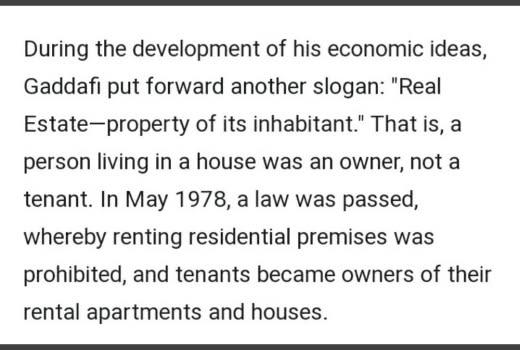 During the development of his economic ideas,
Gaddafi put forward another slogan: "Real
Estate—property of its inhabitant." That is, a
person living in a house was an owner, not a
tenant. In May 1978, a law was passed,
whereby renting residential premises was
prohibited, and tenants became owners of their
rental apartments and houses.